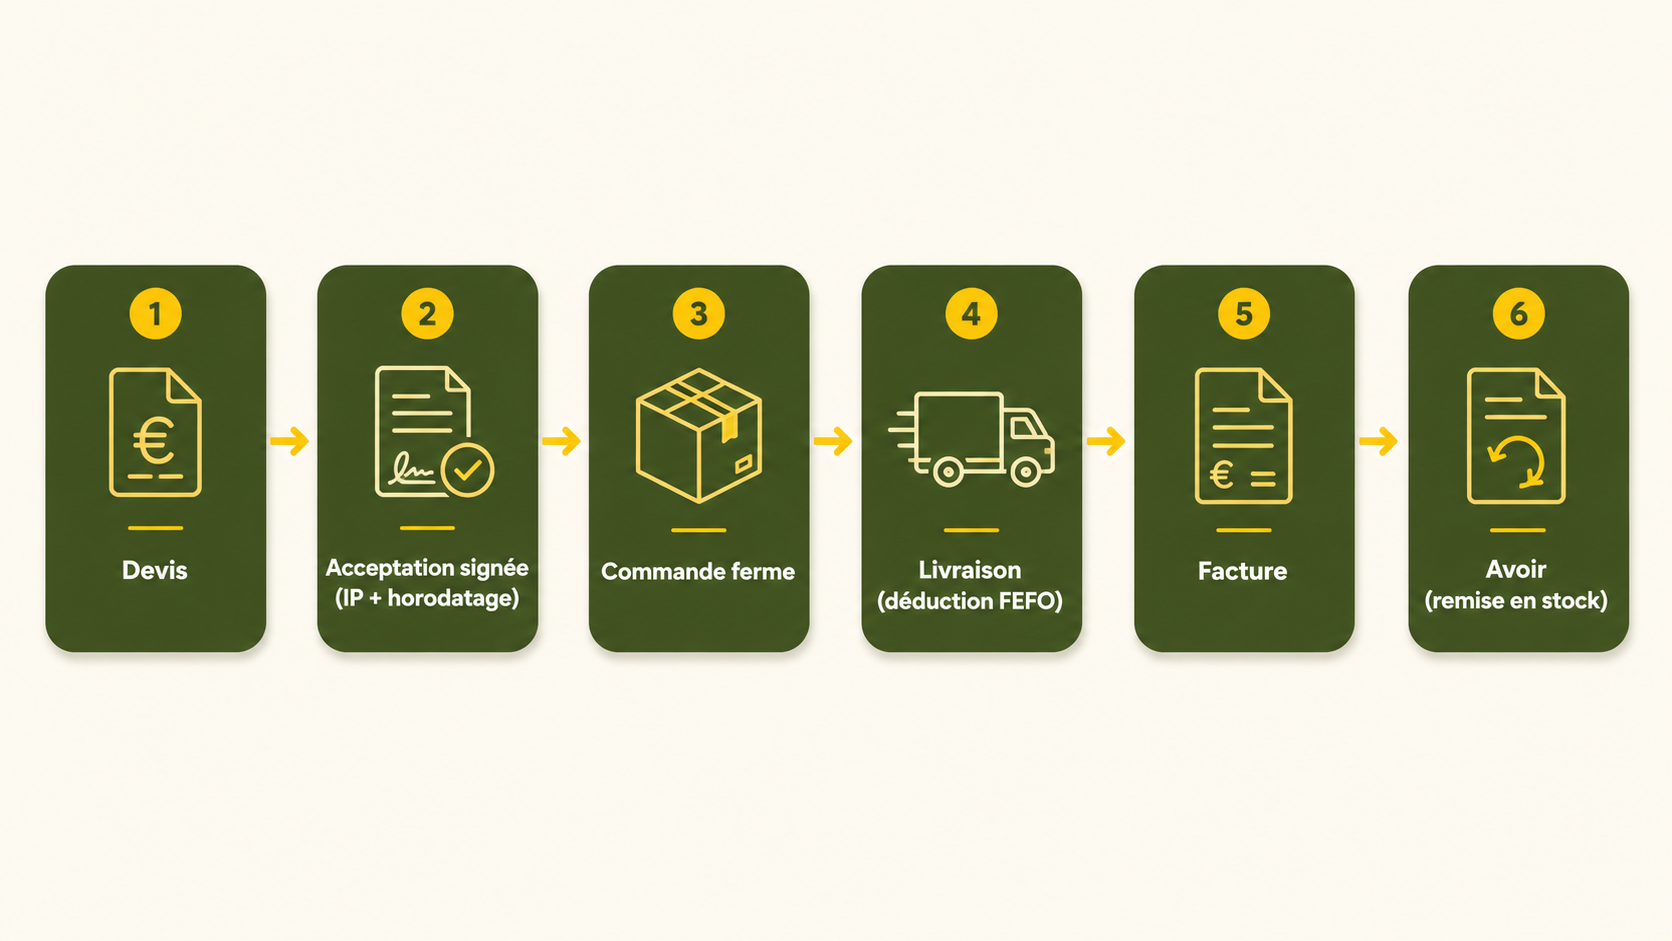 1
€
Devis
2
Acceptation signée
(IP + horodatage)
3
Commande ferme
4
Livraison
(déduction FEFO)
5
€ =
Facture
6
Avoir
(remise en stock)